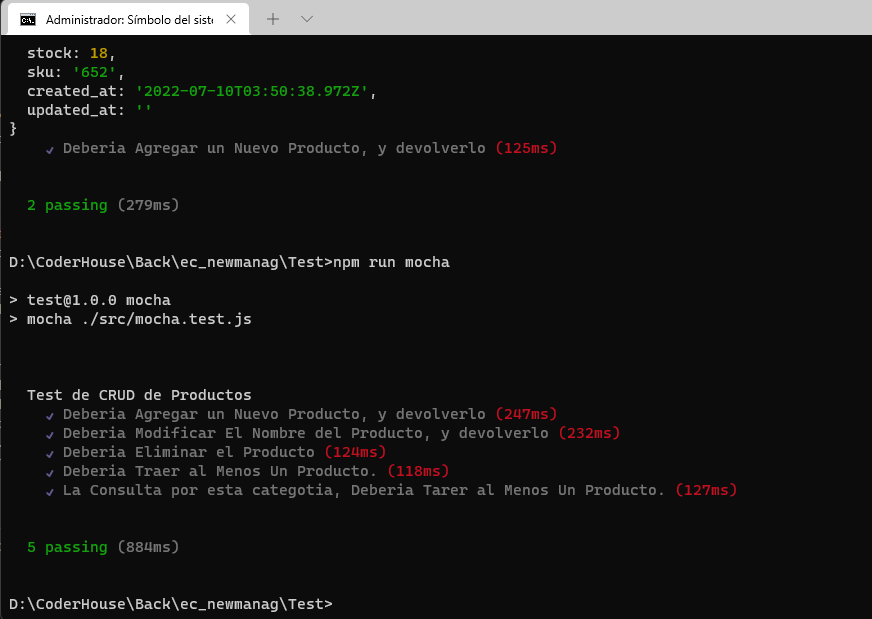 Administrador: Símbolo del siste
stock: 18,
sku: '652',
created_at: '2022-07-10T03:50:38.972Z',
updated_at: ''
}
✔ Deberia Agregar un Nuevo Producto, y devolverlo (125ms)
2 passing (279ms)
D:\CoderHouse\Back\ec_newmanag\Test>npm run mocha
> test@1.0.0 mocha
> mocha ./src/mocha.test.js
Test de CRUD de Productos
✔ Deberia Agregar un Nuevo Producto, y devolverlo (247ms)
✔ Deberia Modificar El Nombre del Producto, y devolverlo (232ms)
✔ Deberia Eliminar el Producto (124ms)
✔ Deberia Traer al Menos Un Producto. (118ms)
✔ La Consulta por esta categotia, Deberia Tarer al Menos Un Producto. (127ms)
5 passing (884ms)
D:\CoderHouse\Back\ec_newmanag\Test>